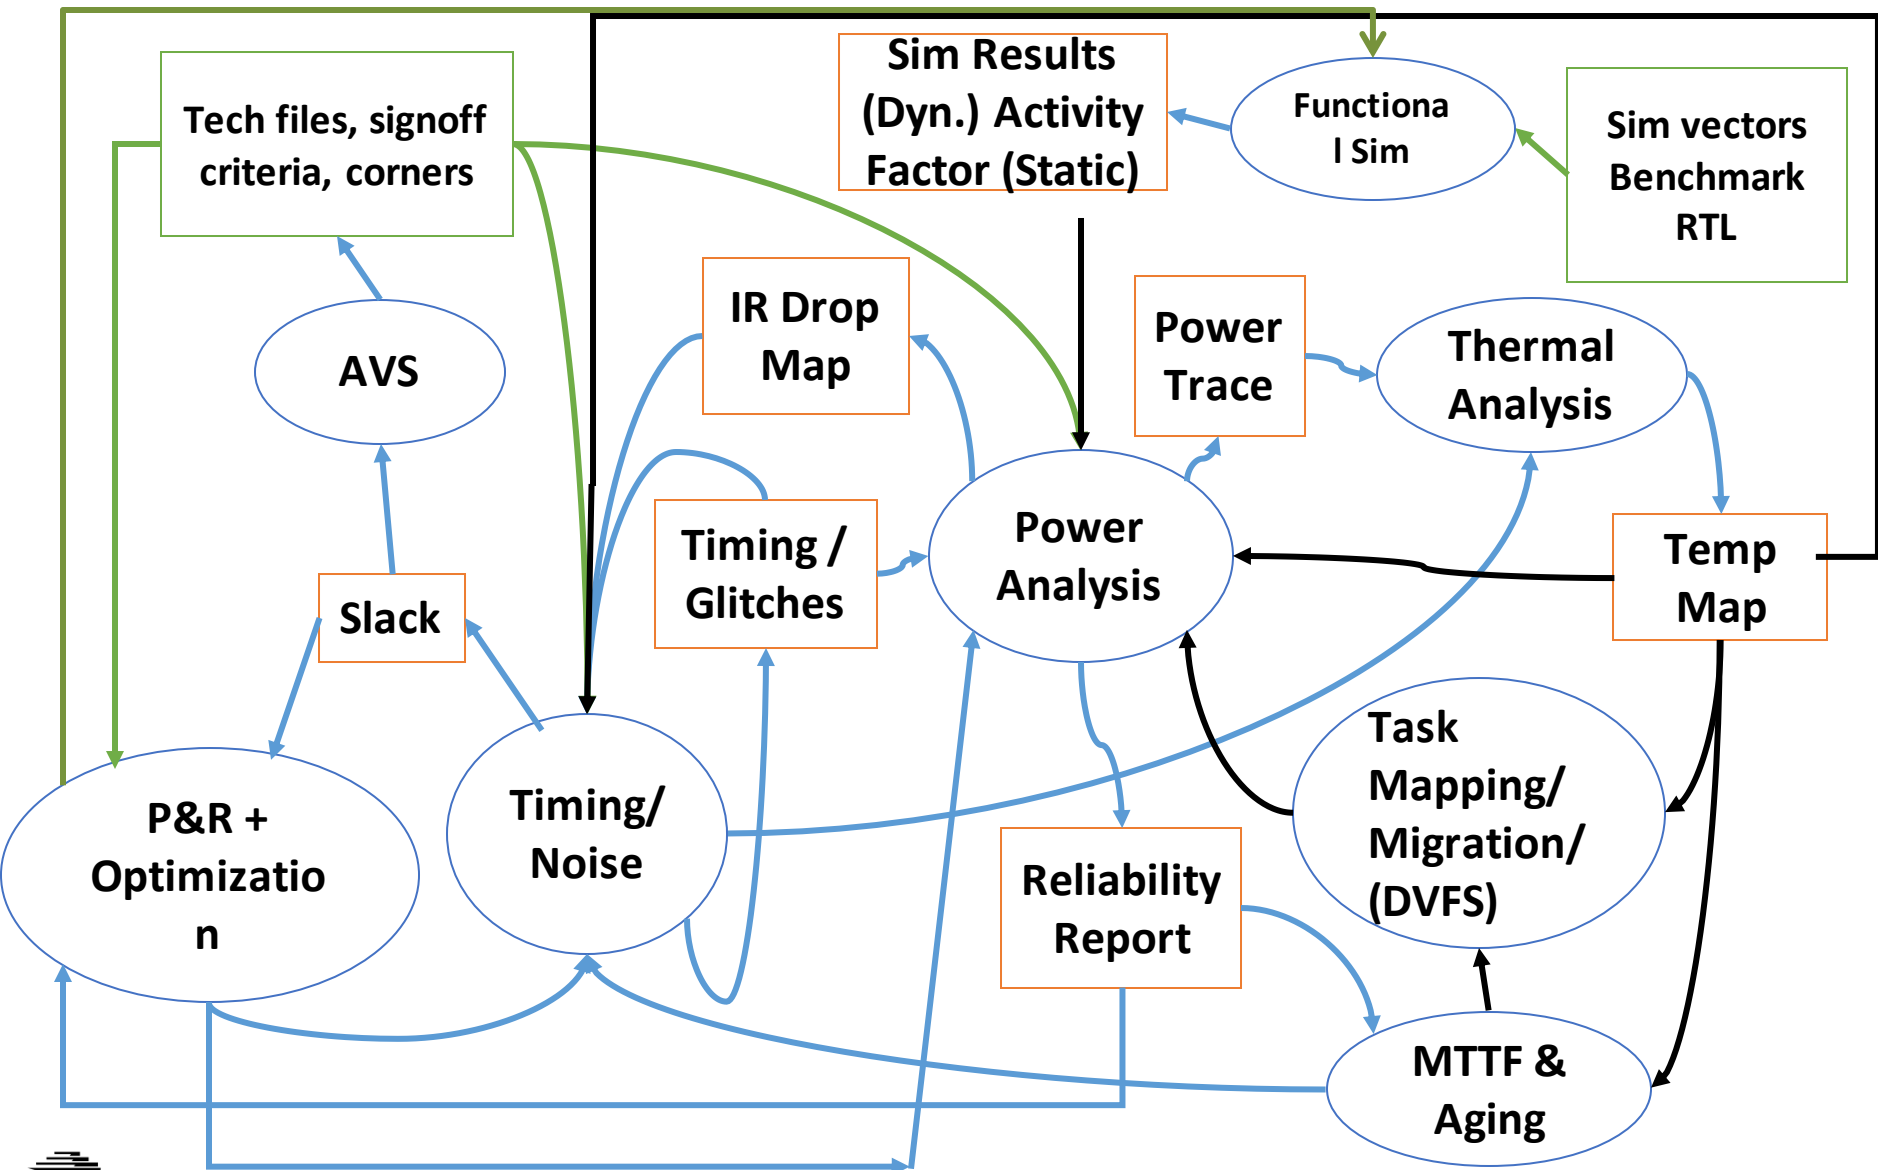 Sim Results
(Dyn.) Activity
Factor (Static)
Functiona
l Sim
Sim vectors
Benchmark
RTL
Tech files, signoff
criteria, corners
IR Drop
Map
Power
Trace
Thermal
Analysis
AVS
Timing /
Glitches
Power
Analysis
Temp
Map
Slack
Task
Mapping/
Migration/
(DVFS)
P&R +
Optimizatio
n
Timing/
Noise
Reliability
Report
MTTF &
Aging